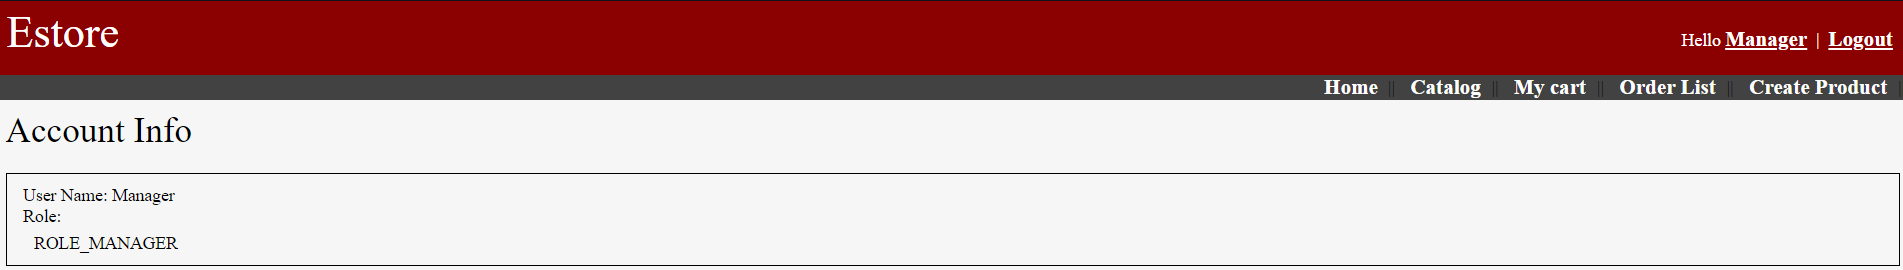 Estore
Hello Manager | Logout
Home || Catalog || My cart || Order List || Create Product |
Account Info
User Name: Manager
Role:
ROLE_MANAGER